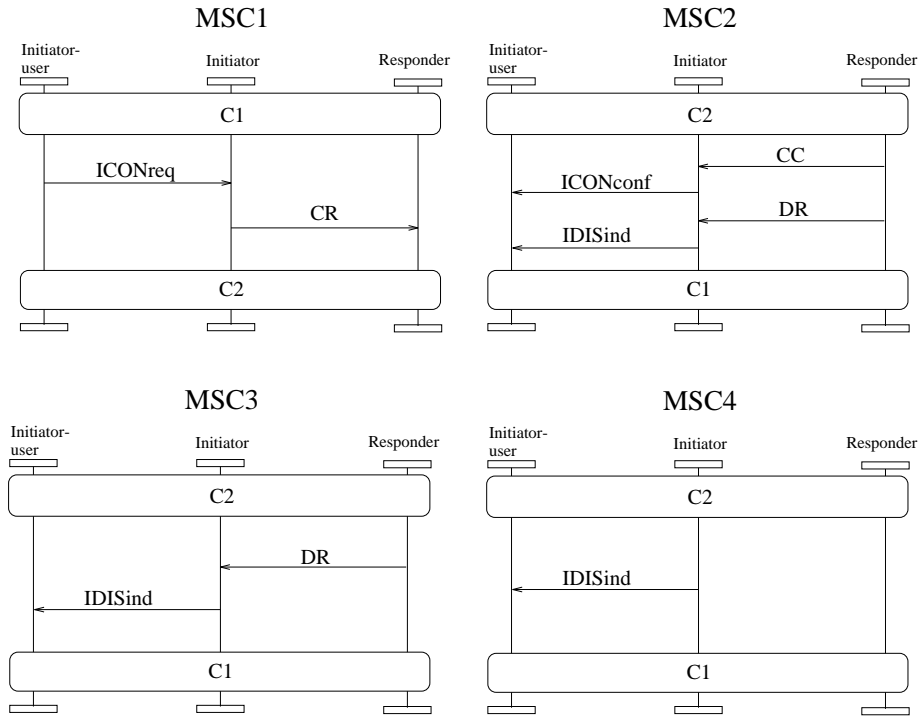 MSC1
Initiator-
user
Initiator
Responder
C1
ICONreq
CR
C2
MSC2
Initiator-
user
Initiator
Responder
C2
CC
ICONconf
DR
IDISind
C1
MSC3
Initiator-
user
Initiator
Responder
C2
DR
IDISind
C1
MSC4
Initiator-
user
Initiator
Responder
C2
IDISind
C1